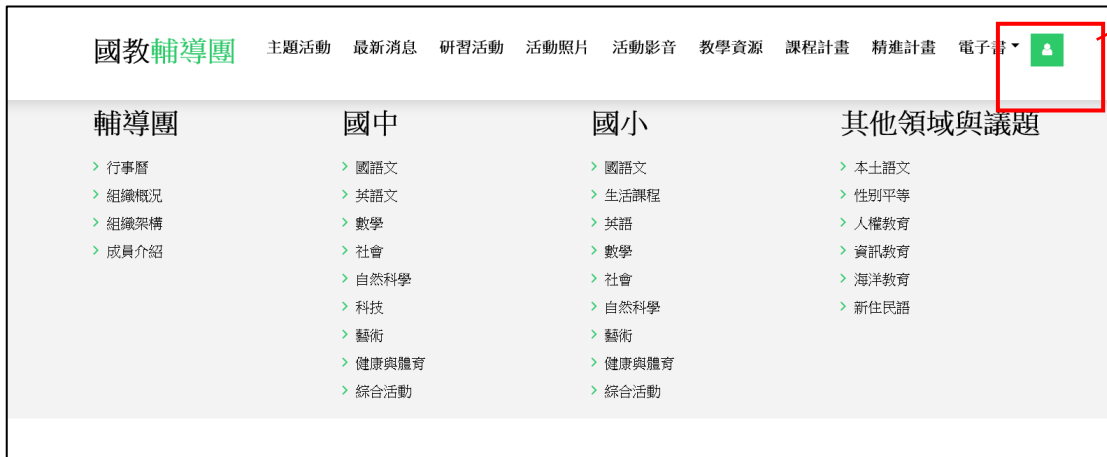 國教輔導團 主題活動 最新消息 研習活動 活動照片 活動影音 教學資源 課程計畫 精進計畫 電子書
輔導團
行事曆
組織概況
組織架構
成員介紹
國中
國語文
英語文
數學
社會
自然科學
科技
藝術
健康與體育
綜合活動
國小
國語文
生活課程
英語
數學
社會
自然科學
藝術
健康與體育
綜合活動
其他領域與議題
本土語文
性別平等
人權教育
資訊教育
海洋教育
新住民語